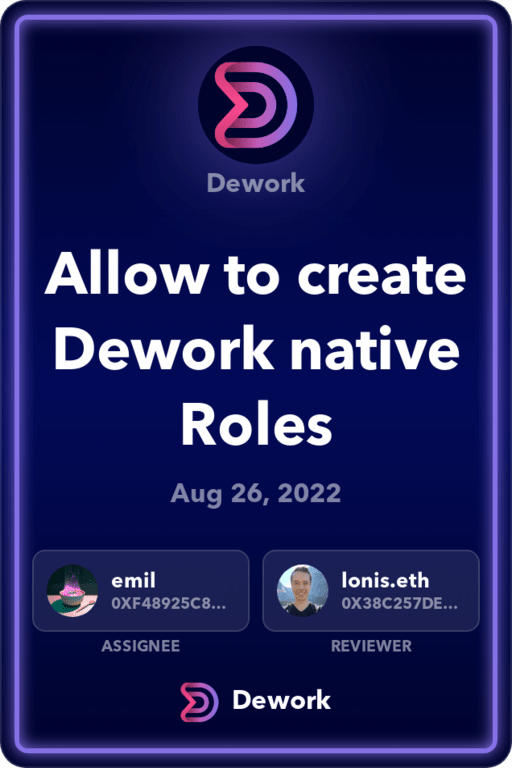 Dework
Allow to create
Dework native
Roles
Aug 26, 2022
emil
0XF48925C8...
lonis.eth
0X38C257DE...
ASSIGNEE
REVIEWER
Dework